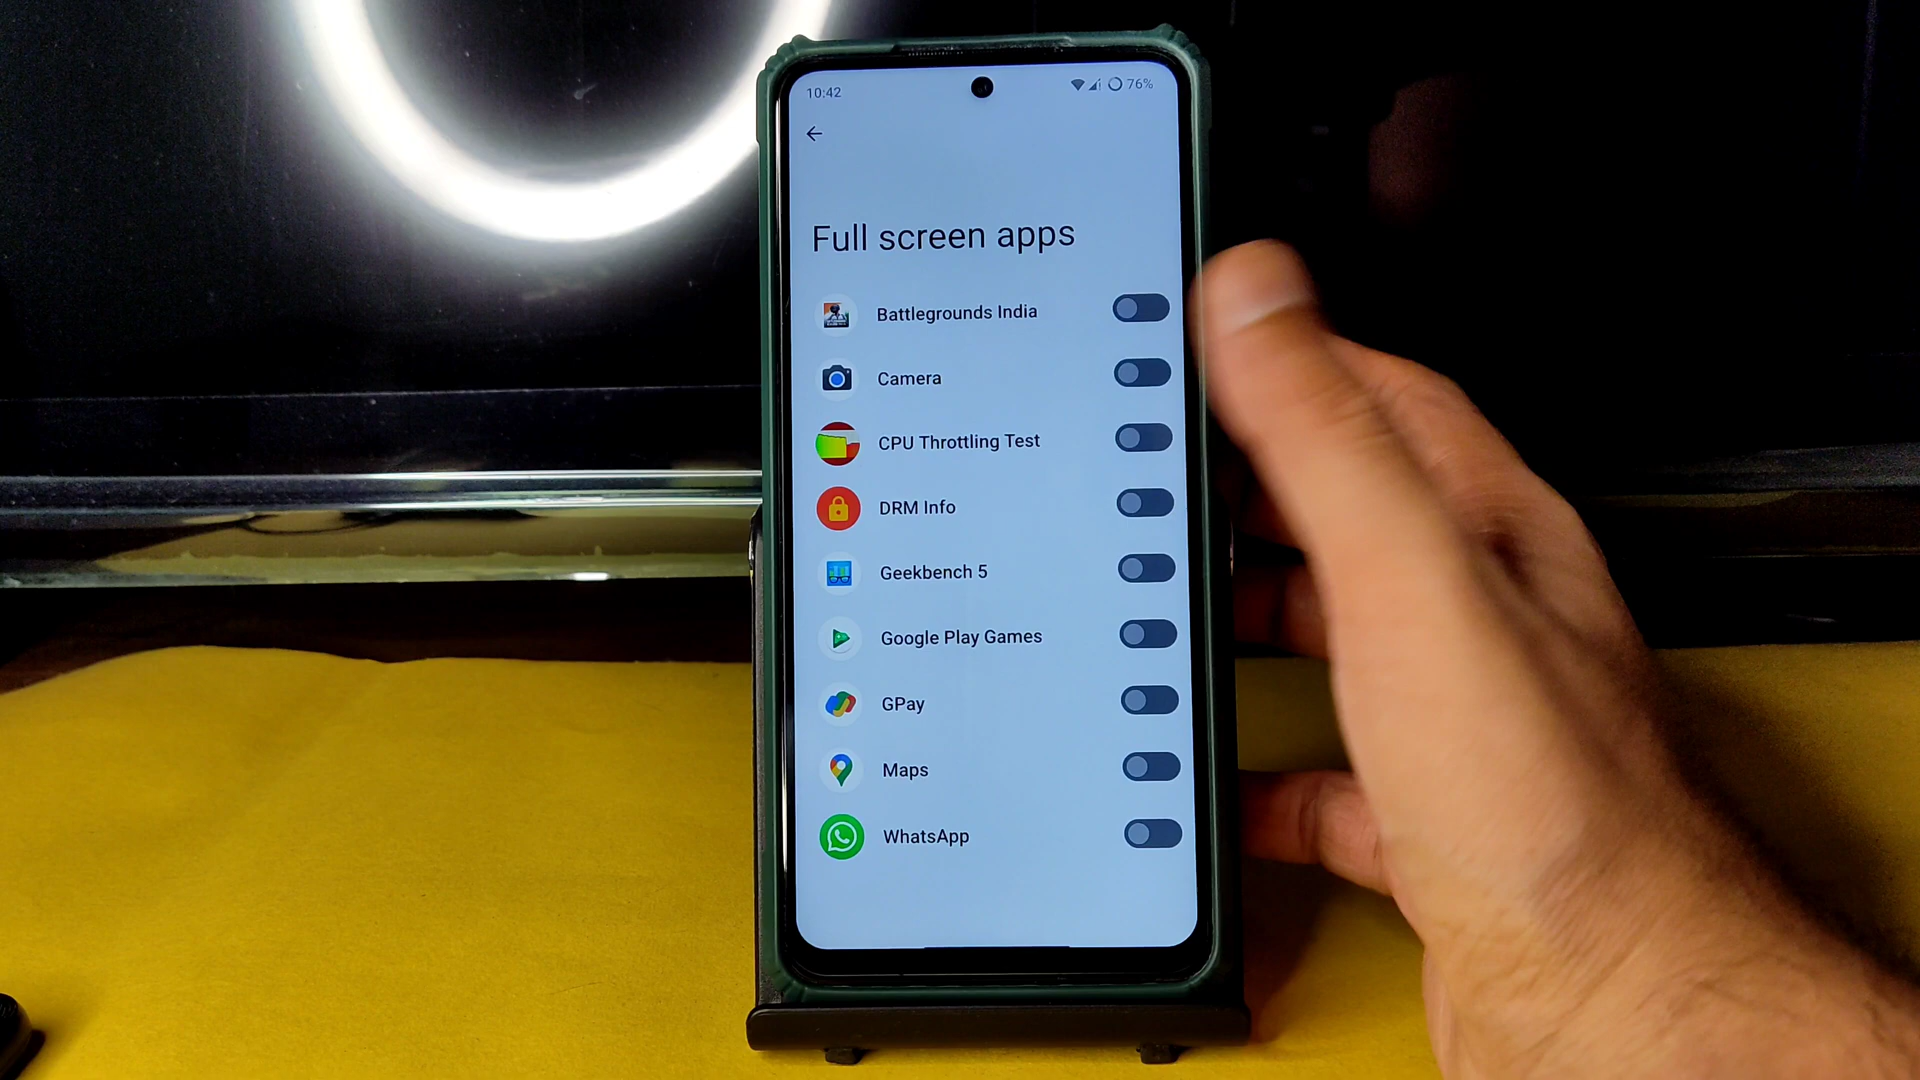 10:42
76%
Full screen apps
Battlegrounds India
Camera
CPU Throttling Test
DRM Info
Geekbench 5
Google Play Games
GPay
Maps
WhatsApp